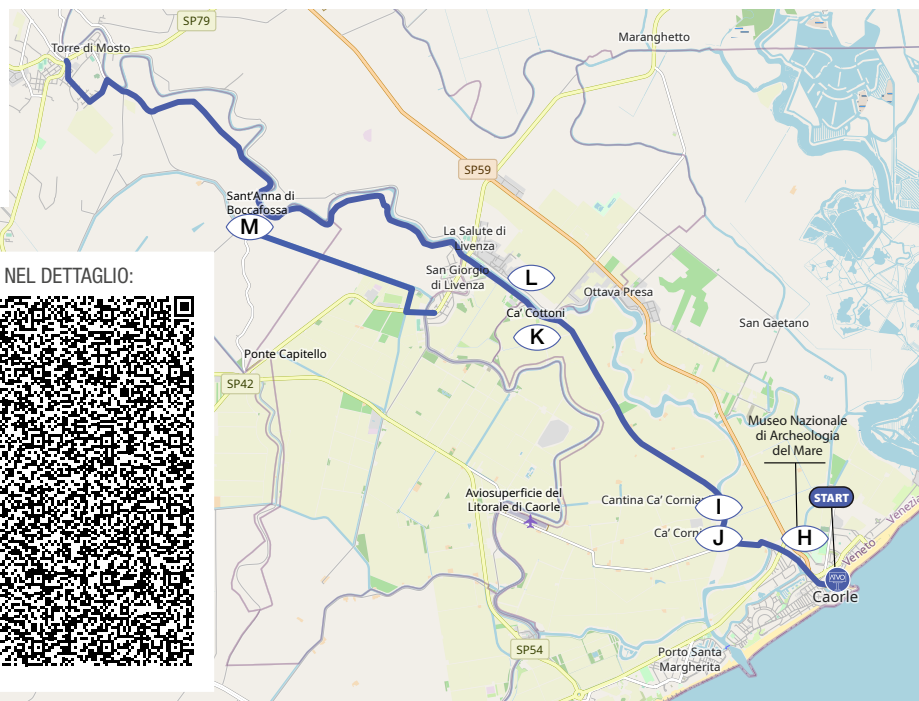 SP79
Torre di Mosto
Maranghetto
SP59
Sant'Anna di
Boccafossa
M
La Salute di
Livenza
San Giorgio
di Livenza
L
NEL DETTAGLIO:
Ottava Presa
Ca' Cottoni
K
San Gaetano
Ponte Capitello
SP42
Museo Nazionale
di Archeologia
del Mare
Aviosuperficie del
Litorale di Caorle
Cantina Ca' Cornia
I
START
Ca' Corn
J
H
Veneto
Venezia
Caorle
SP54
Porto Santa
Margherita